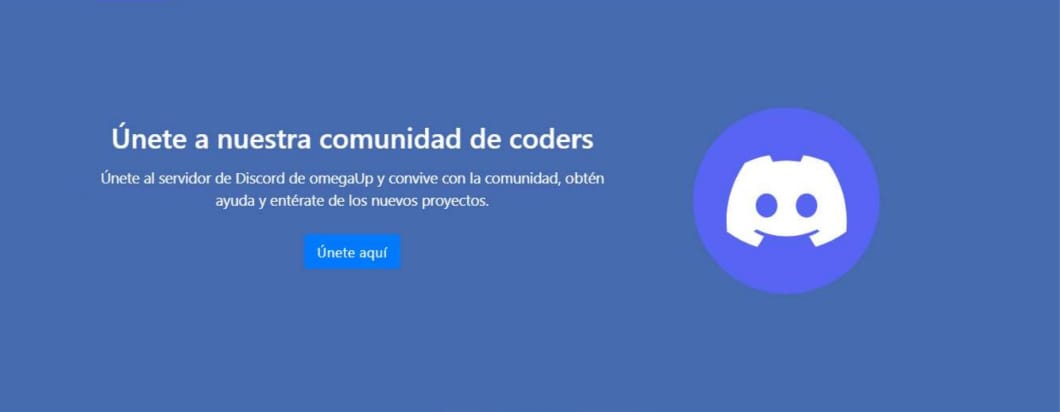 Únete a nuestra comunidad de coders
Únete al servidor de Discord de omegaUp y convive con la comunidad, obtén
ayuda y entérate de los nuevos proyectos.
Únete aquí